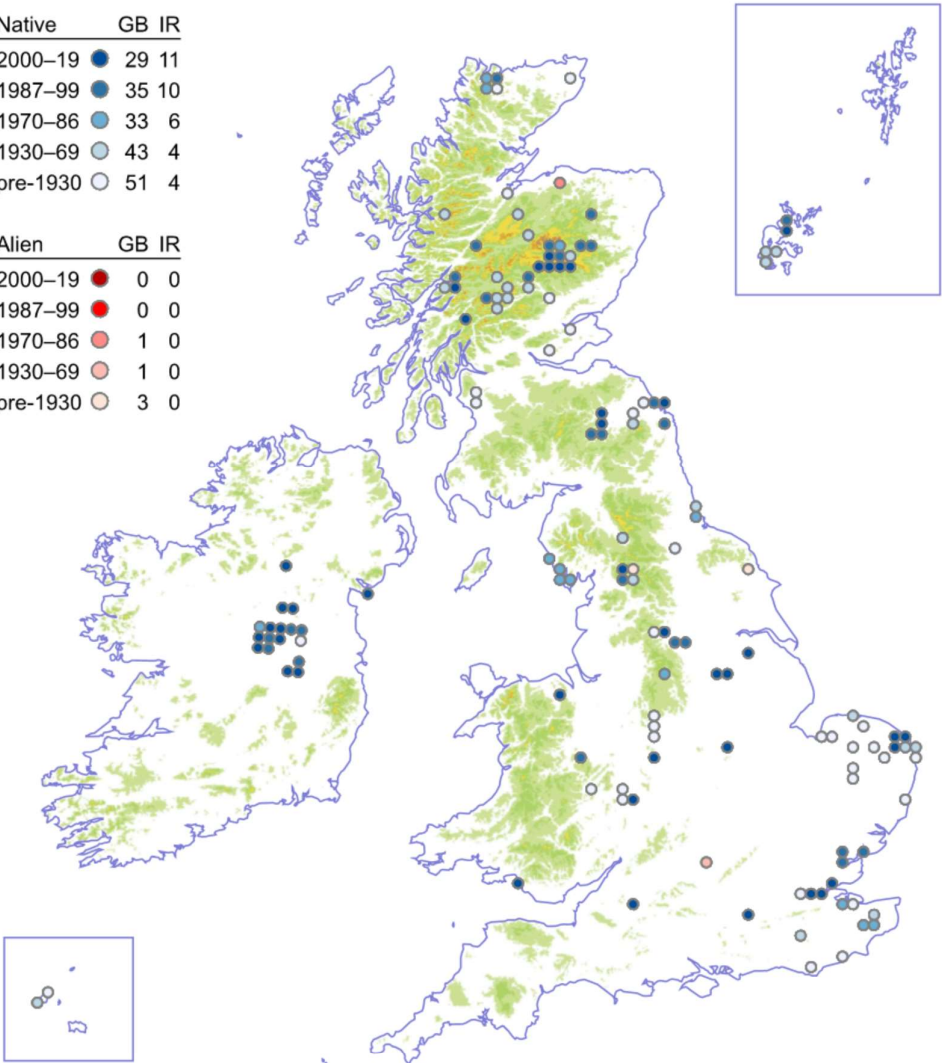 Native GB IR
2000–19 29 11
1987–99 35 10
1970–86 33 6
1930–69 43 4
ore-1930 51 4
Alien GB IR
2000–19 0 0
1987–99 0 0
1970–86 1 0
1930–69 1 0
ore-1930 3 0